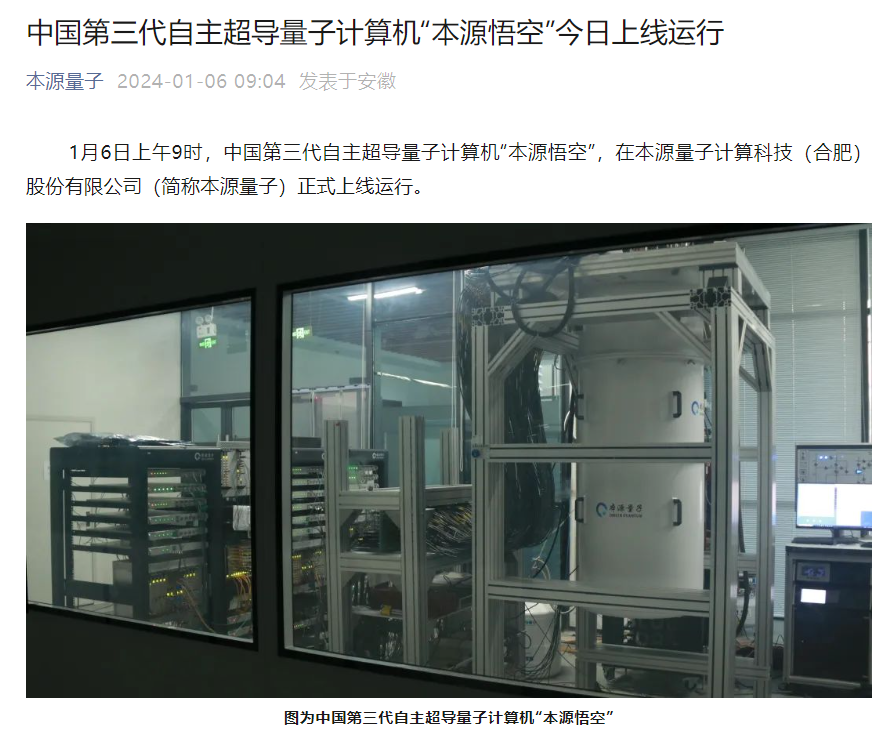 中国第三代自主超导量子计算机“本源悟空”今日上线运行
本源量子 2024-01-06 09:04 发表于安徽
1月6日上午9时，中国第三代自主超导量子计算机“本源悟空”，在本源量子计算科技（合肥）
股份有限公司（简称本源量子）正式上线运行。
本源量子
图为中国第三代自主超导量子计算机“本源悟空”